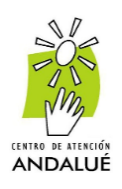 CENTRO DE ATENCIÓN
ANDALUÉ